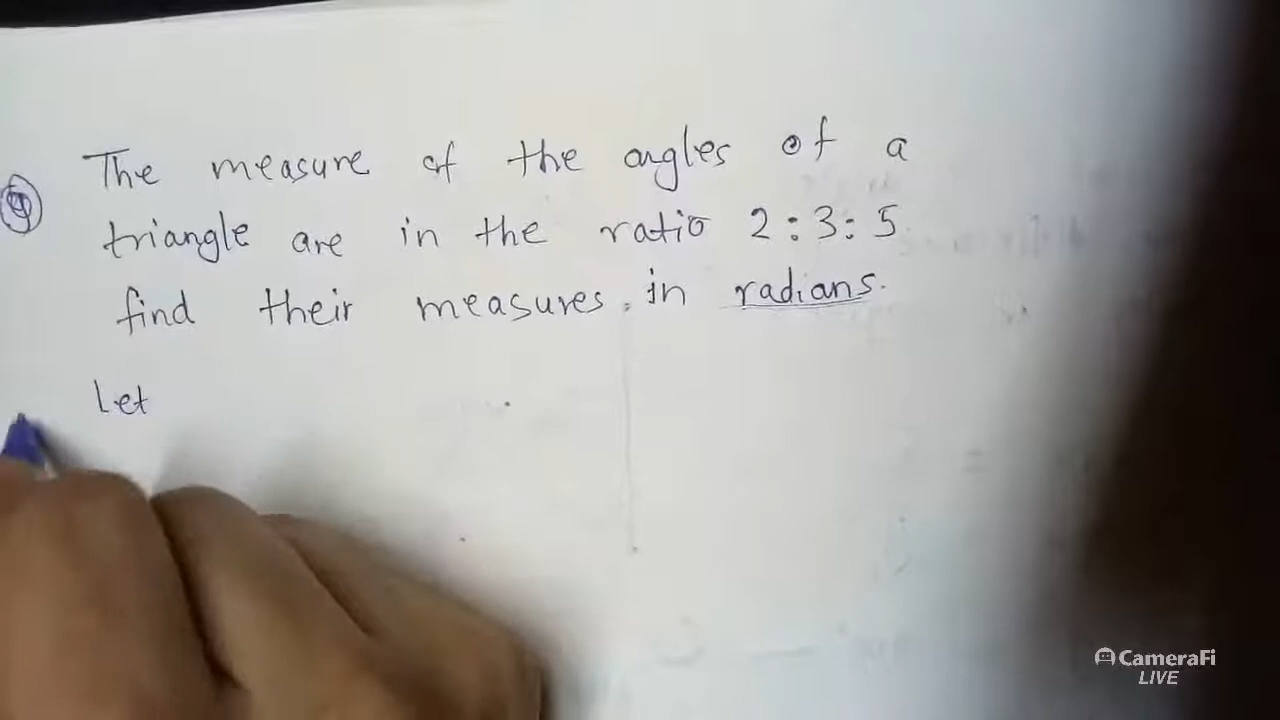 The measure of the angles of a
triangle are in the ratio 2:3:5
find their measures. in radians.
Let
CameraFi
LIVE